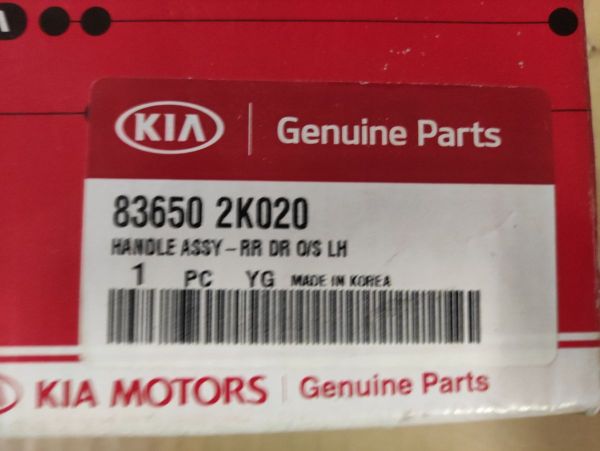 KIA Genuine Parts
83650 2K020
HANDLE ASSY-RR DR O/S LH
1 PC YG MADE IN KOREA
KIA MOTORS Genuine Parts